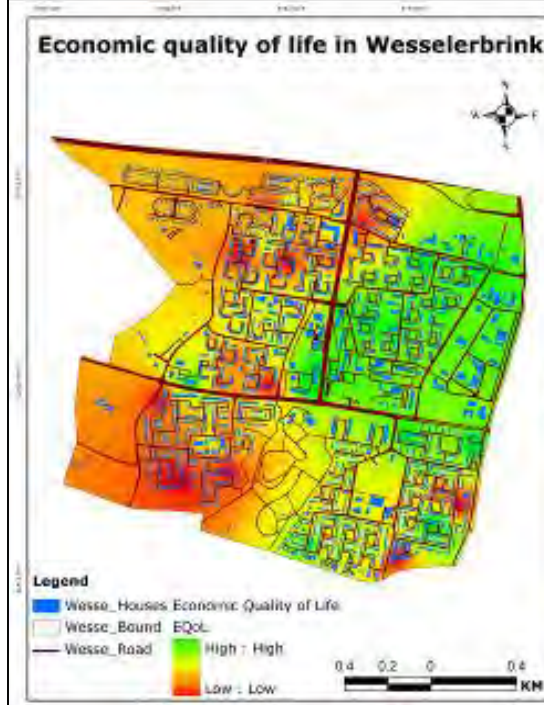 Economic quality of life in Wesselerbrink
N
W E
S
Legend
Wesse_Houses Economic Quality of Life
Wesse_Bound EQoL
Wesse_Road High : High
Low : Low
0.4 0.2 0 0.4
KM